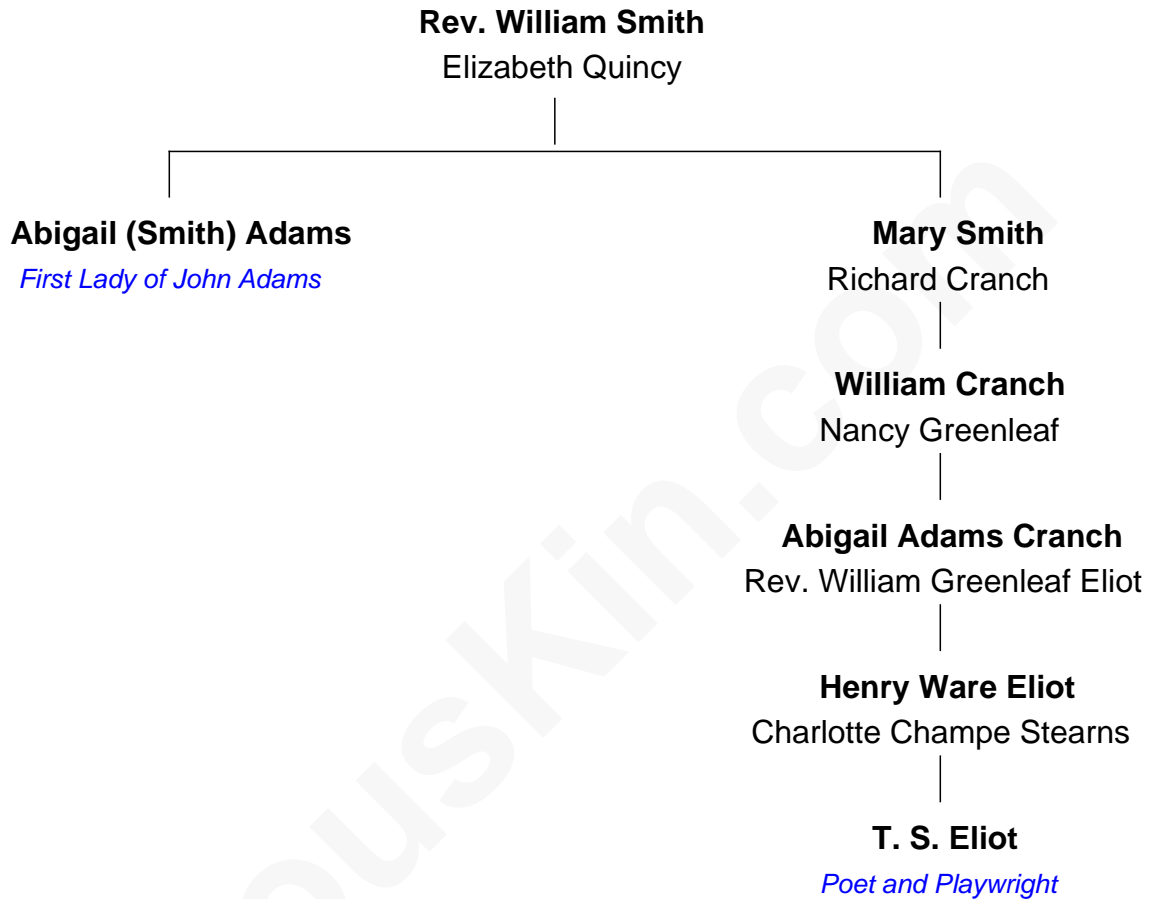 Rev. William Smith
Elizabeth Quincy
Abigail (Smith) Adams
First Lady of John Adams
Mary Smith
Richard Cranch
William Cranch
Nancy Greenleaf
Abigail Adams Cranch
Rev. William Greenleaf Eliot
Henry Ware Eliot
Charlotte Champe Stearns
T. S. Eliot
Poet and Playwright
ousKin.com